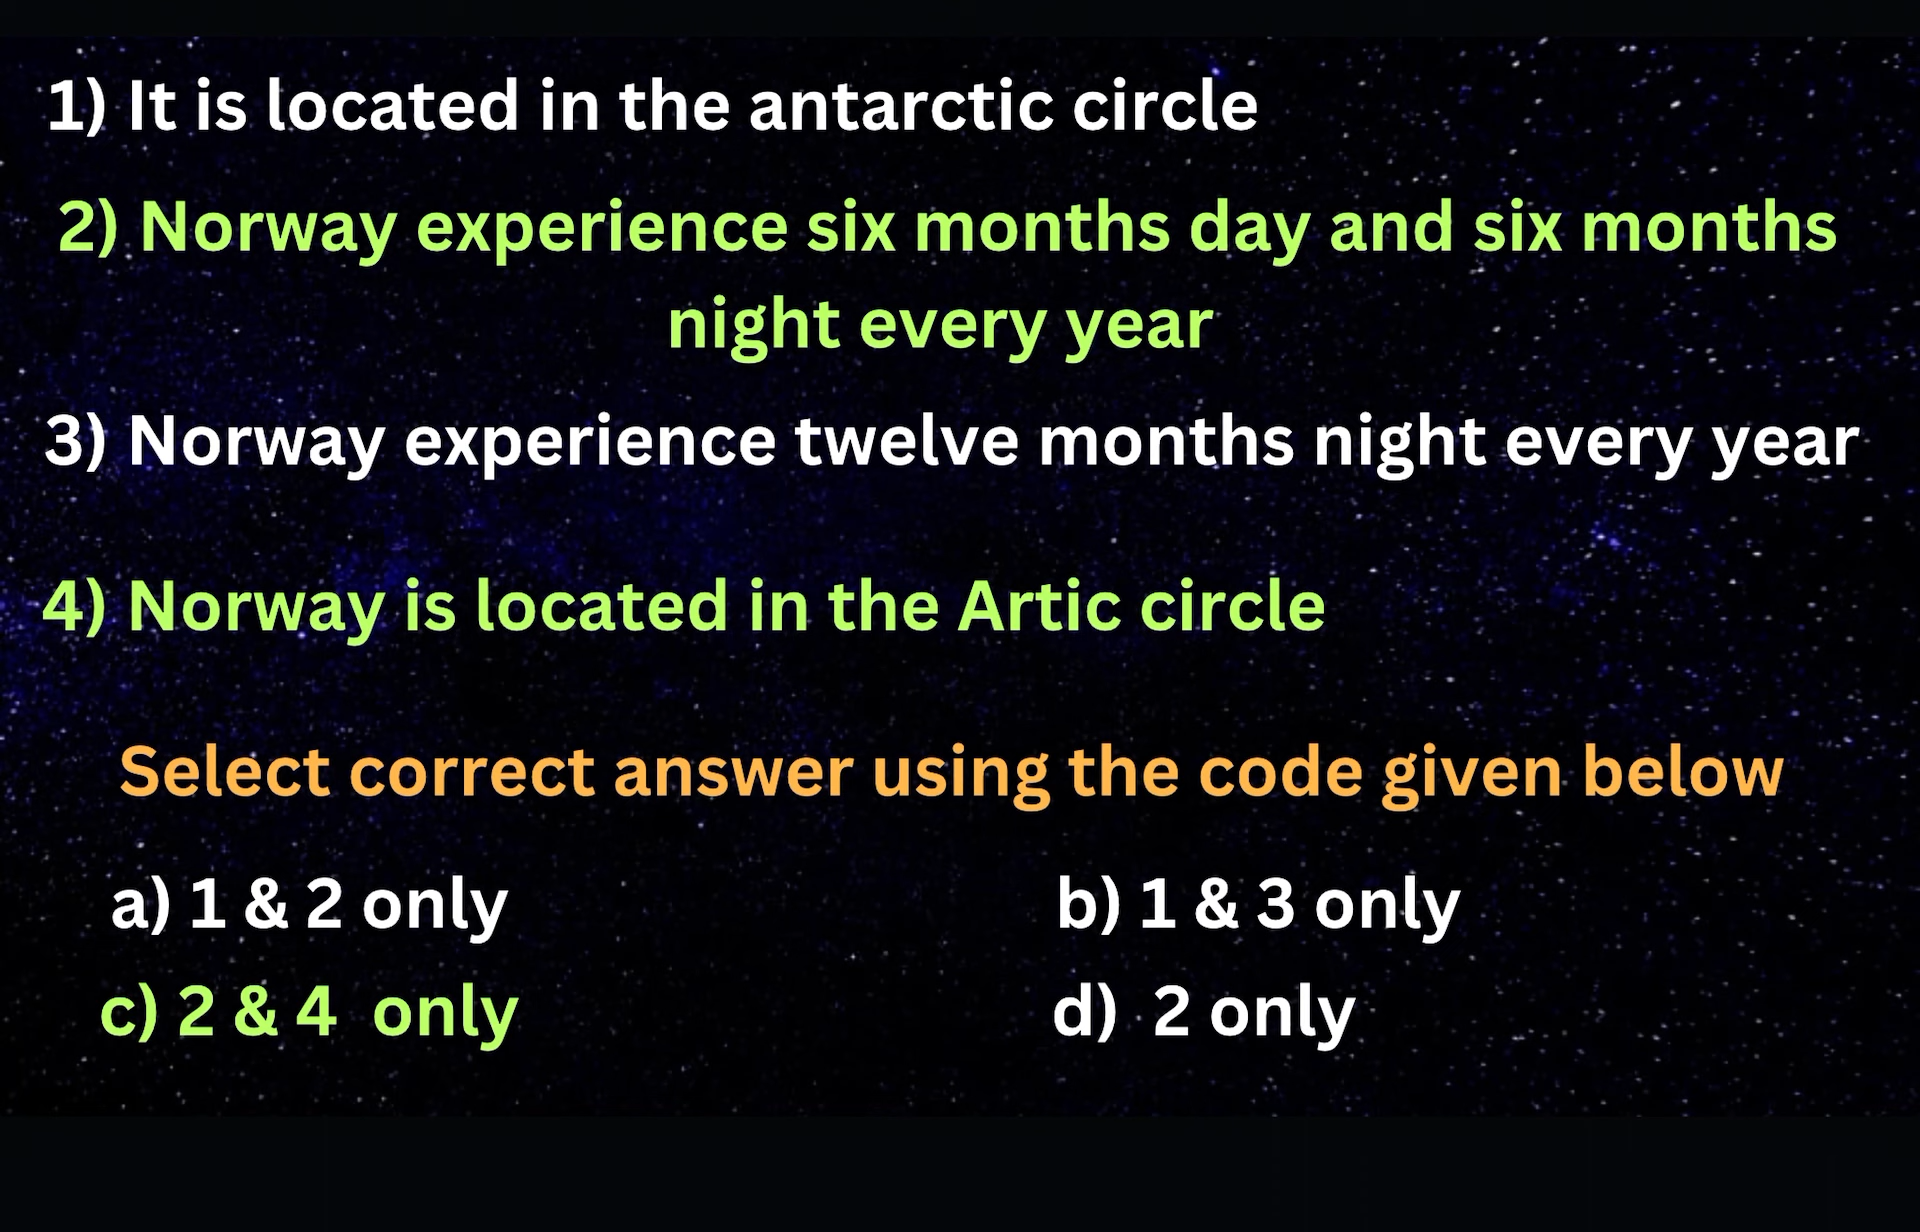 1) It is located in the antarctic circle
2) Norway experience six months day and six months
night every year
3) Norway experience twelve months night every year
4) Norway is located in the Artic circle
Select correct answer using the code given below
a) 1 & 2 only
b) 1 & 3 only
c) 2 & 4 only
d) 2 only